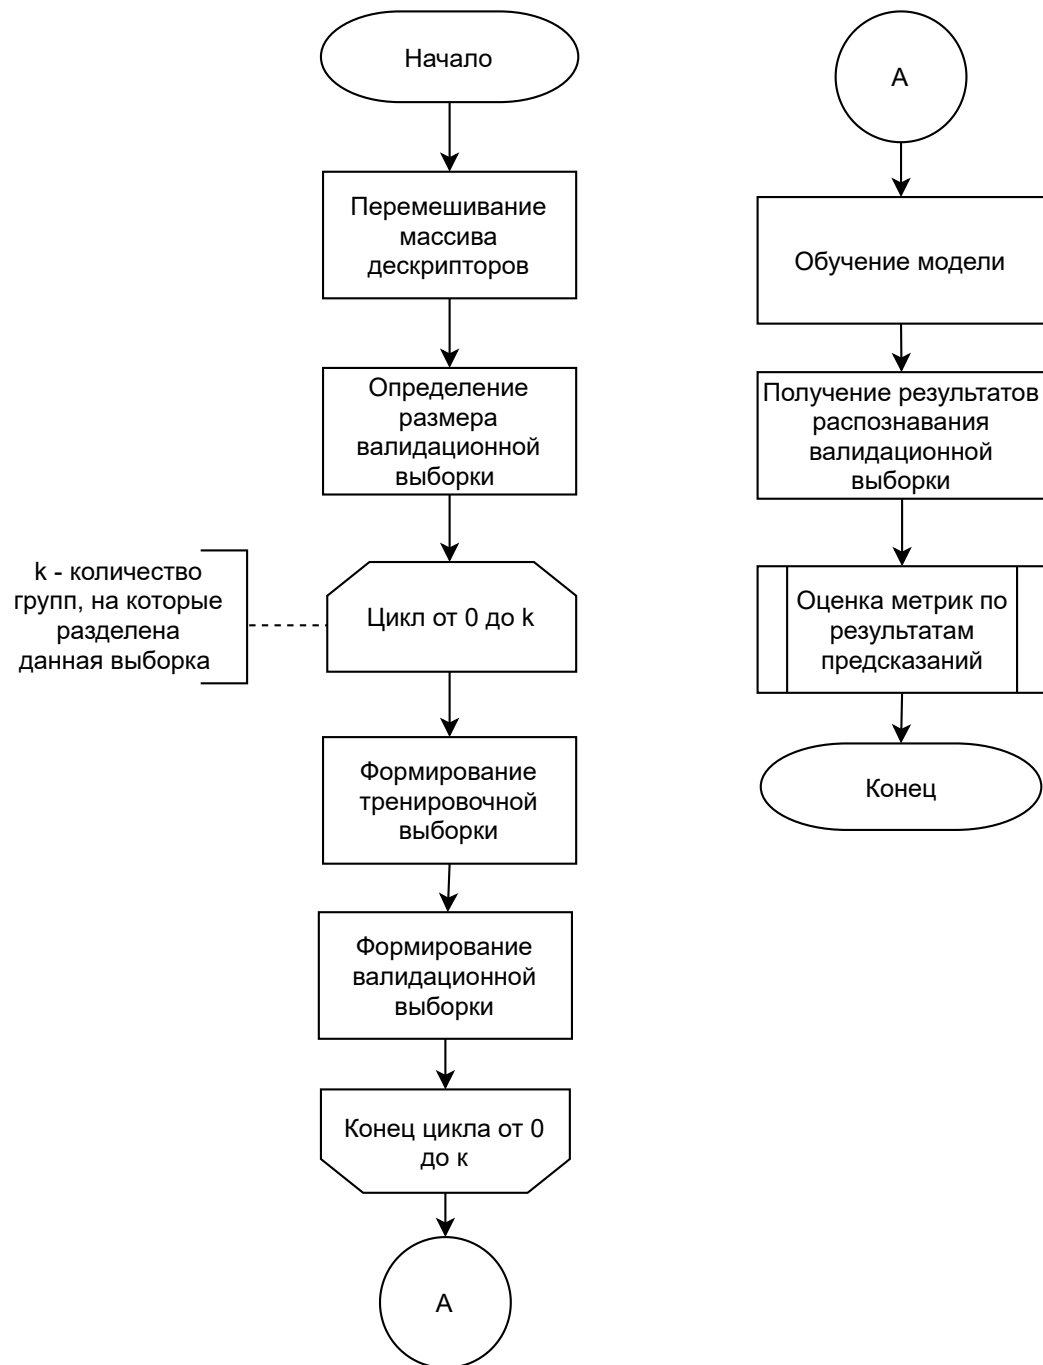 Начало
Перемешивание
массива
дескрипторов
Определение
размера
валидационной
выборки
k - количество
групп, на которые
разделена
данная выборка
Цикл от 0 до k
Формирование
тренировочной
выборки
Формирование
валидационной
выборки
Конец цикла от 0
до к
А
А
Обучение модели
Получение результатов
распознавания
валидационной
выборки
Оценка метрик по
результатам
предсказаний
Конец